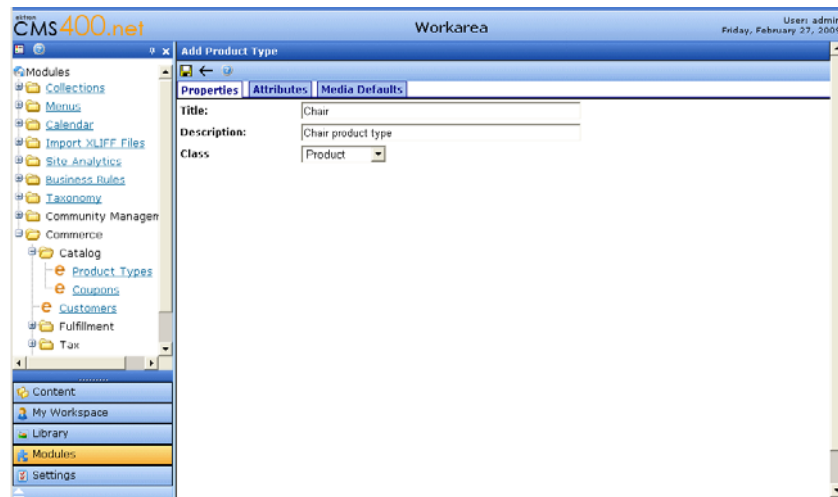 ektron
CMS400.net
Workarea
User: admin
Friday, February 27, 2009
Add Product Type
Modules
Collections
Menus
Calendar
Import XLIFF Files
Site Analytics
Business Rules
Taxonomy
Community Managem
Commerce
Catalog
Product Types
Coupons
Customers
Fulfillment
Tax
Content
My Workspace
Library
Modules
Settings
Properties Attributes Media Defaults
Title: Chair
Description: Chair product type
Class Product